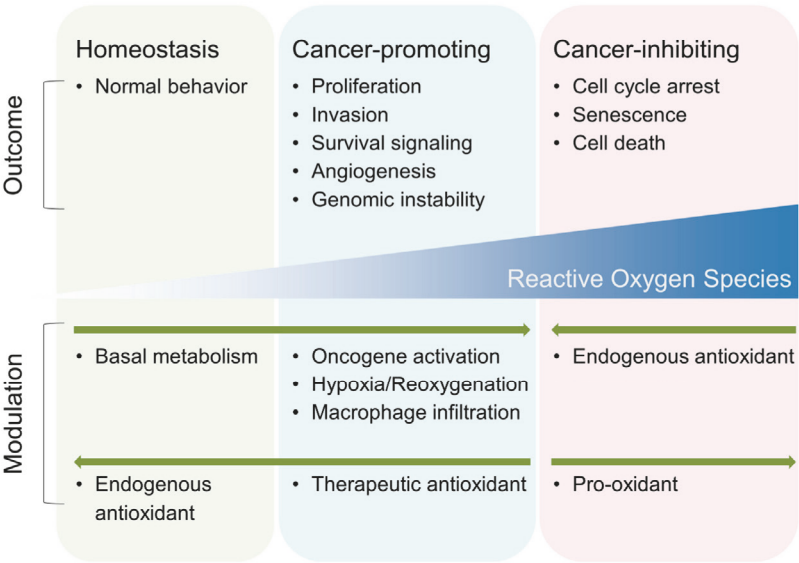 Homeostasis
Cancer-promoting
Cancer-inhibiting
Outcome
• Normal behavior
• Proliferation
• Invasion
• Survival signaling
• Angiogenesis
• Genomic instability
• Cell cycle arrest
• Senescence
• Cell death
Reactive Oxygen Species
Modulation
• Basal metabolism
• Oncogene activation
• Hypoxia/Reoxygenation
• Macrophage infiltration
• Endogenous antioxidant
• Endogenous
antioxidant
• Therapeutic antioxidant
• Pro-oxidant